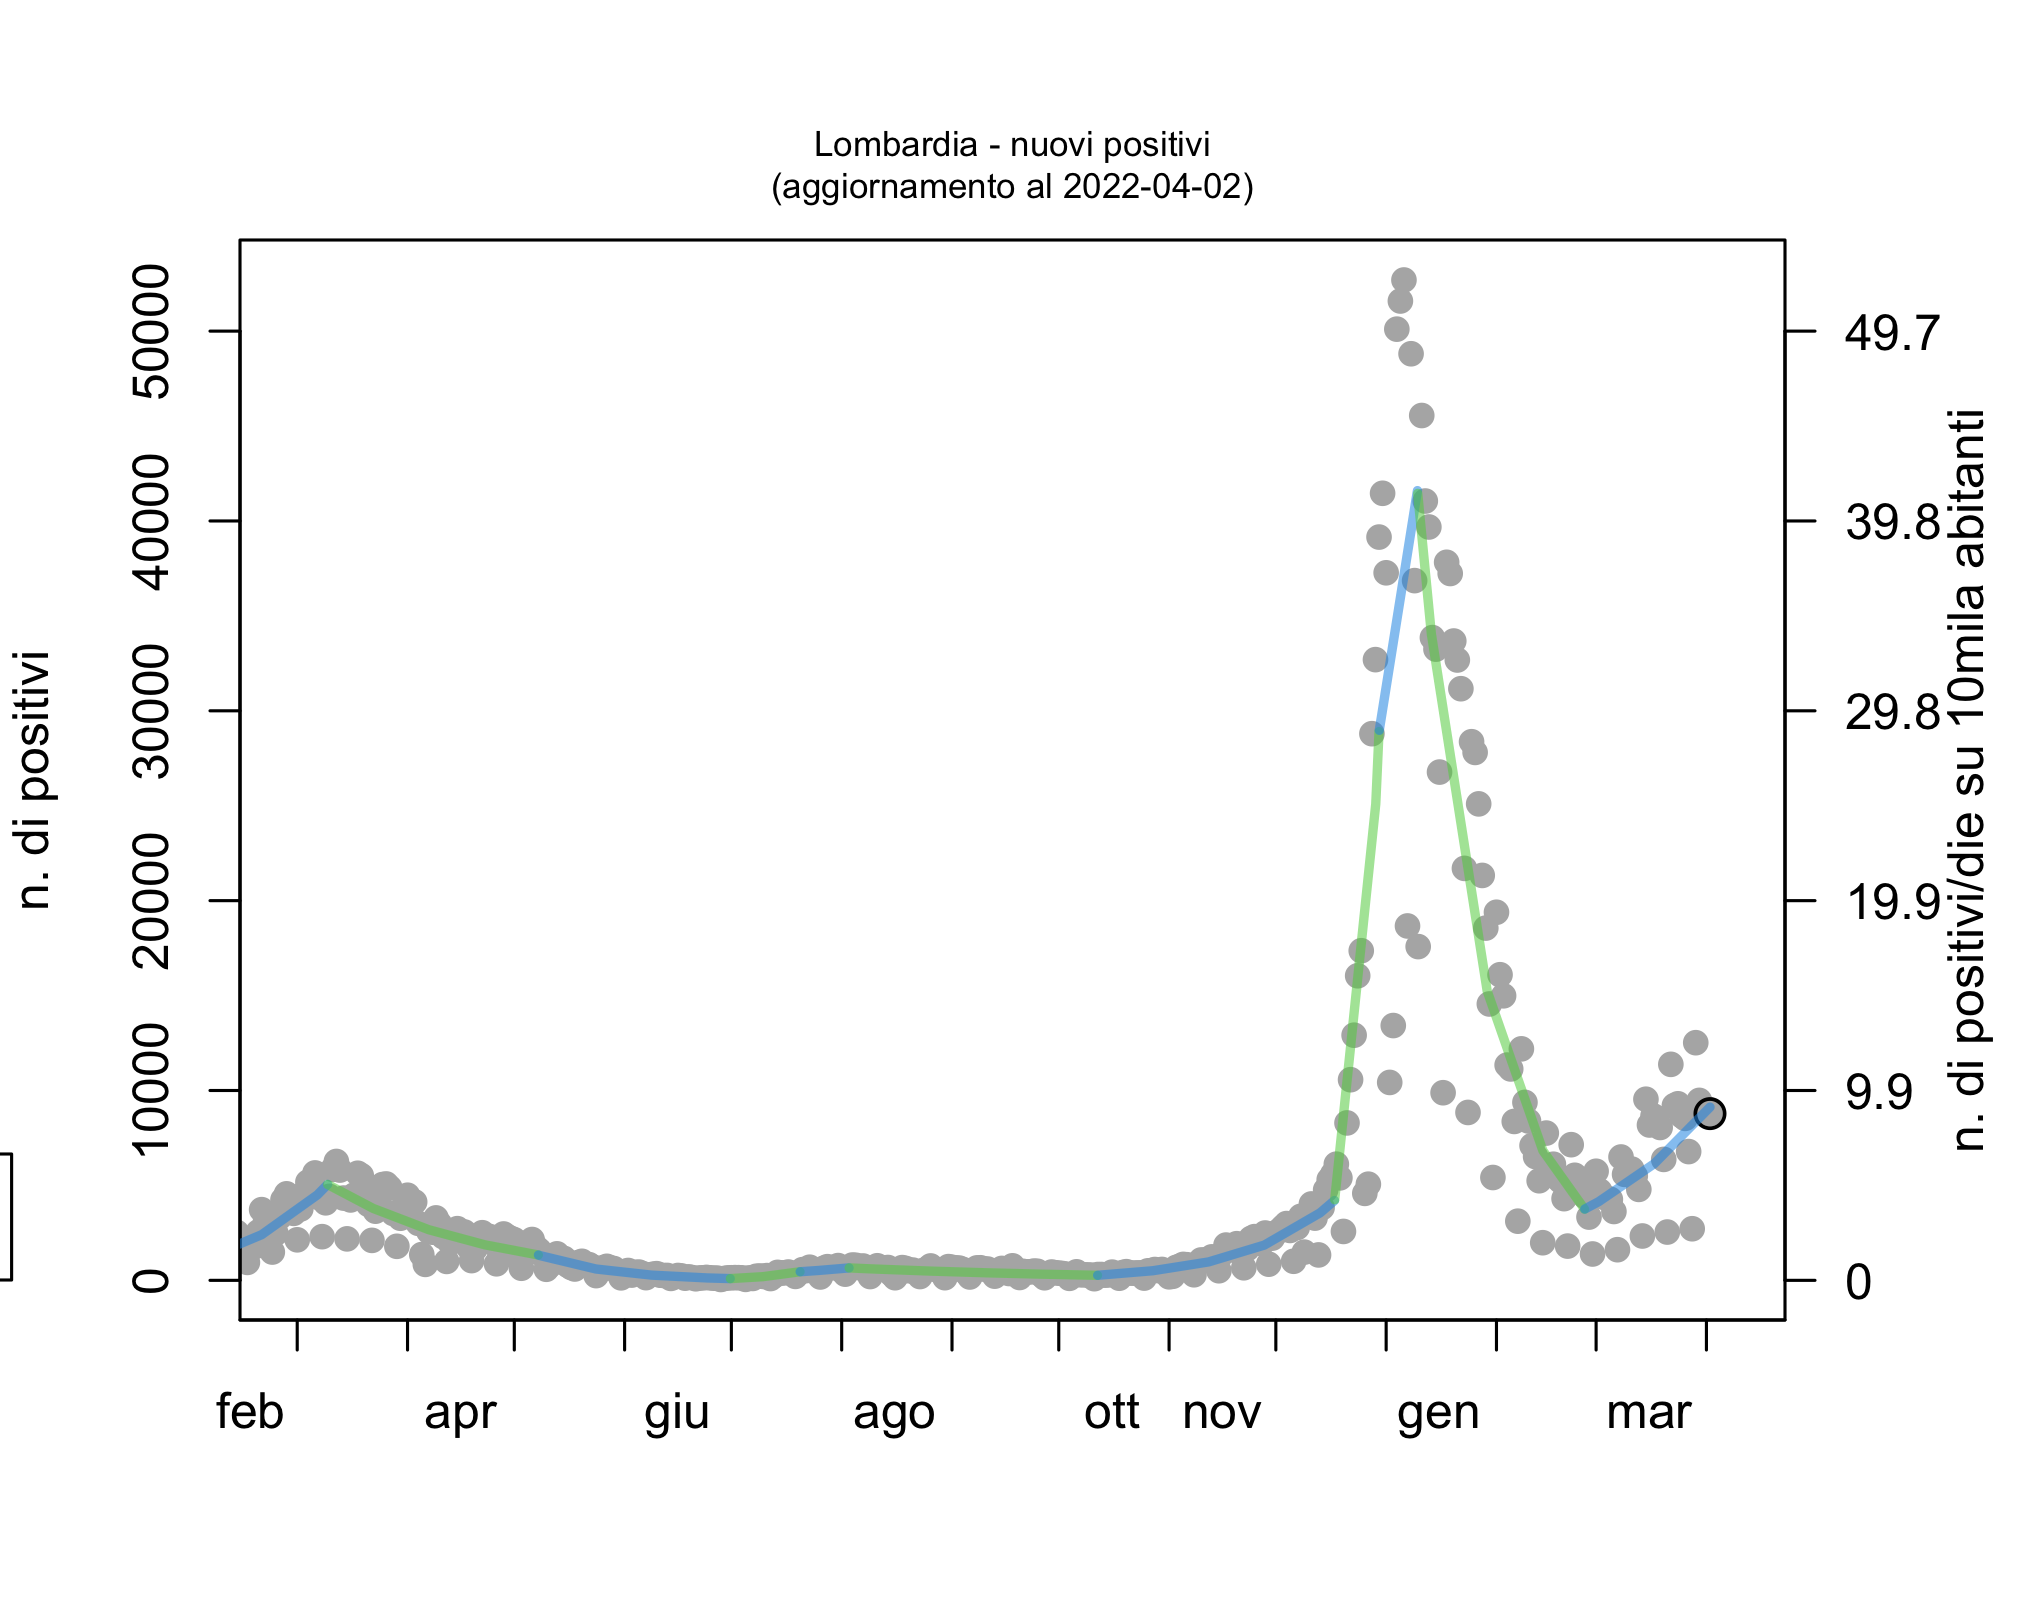 Lombardia - nuovi positivi
(aggiornamento al 2022-04-02)
n. di positivi
50000
40000
30000
20000
10000
0
49.7
39.8
29.8
19.9
9.9
0
n. di positivi/die su 10mila abitanti
feb apr giu ago ott nov gen mar